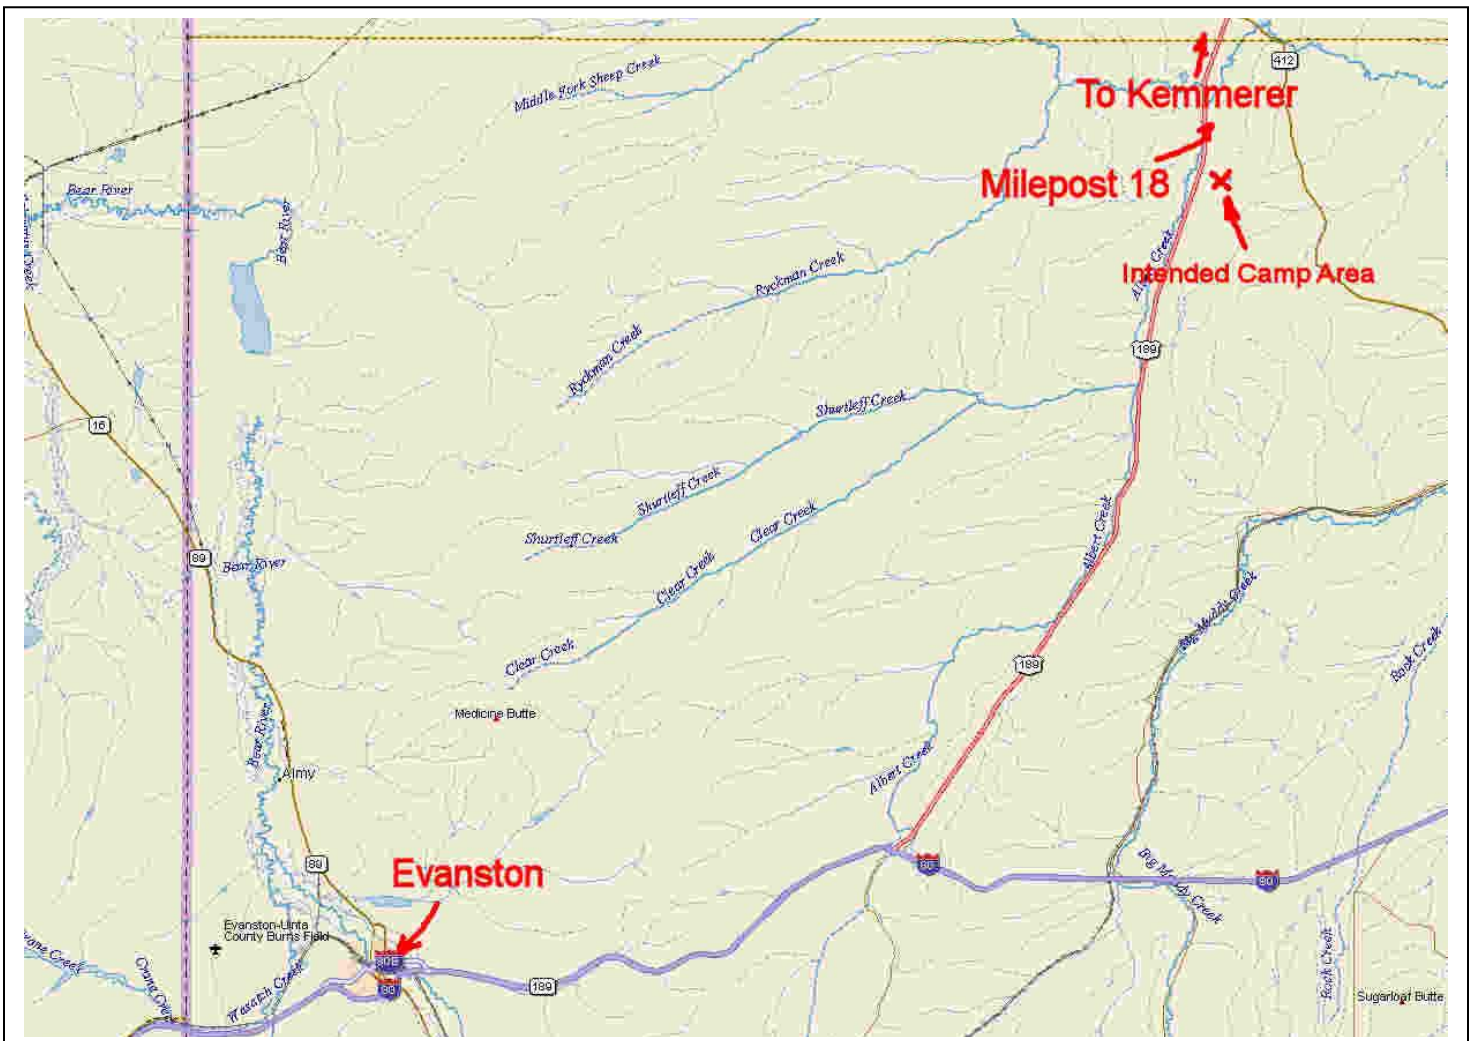 412
Middle Fork Sheep Creek
To Kemmerer
Milepost 18
Bear River
Bear River
Intended Camp Area
Ryckman Creek
Ryckman Creek
189
Shurtleff Creek
16
Shurtleff Creek
Clear Creek
Shurtleff Creek
Albert Creek
89
Bear River
Clear Creek
Big Muddy Creek
Clear Creek
189
Rock Creek
Medicine Butte
Bear River
Almy
Albert Creek
89
Evanston
80
80
Big Muddy Creek
Evanston-Uinta
County Burns Field
Rock Creek
80B
80
189
Wasatch Creek
Sugarloaf Butte